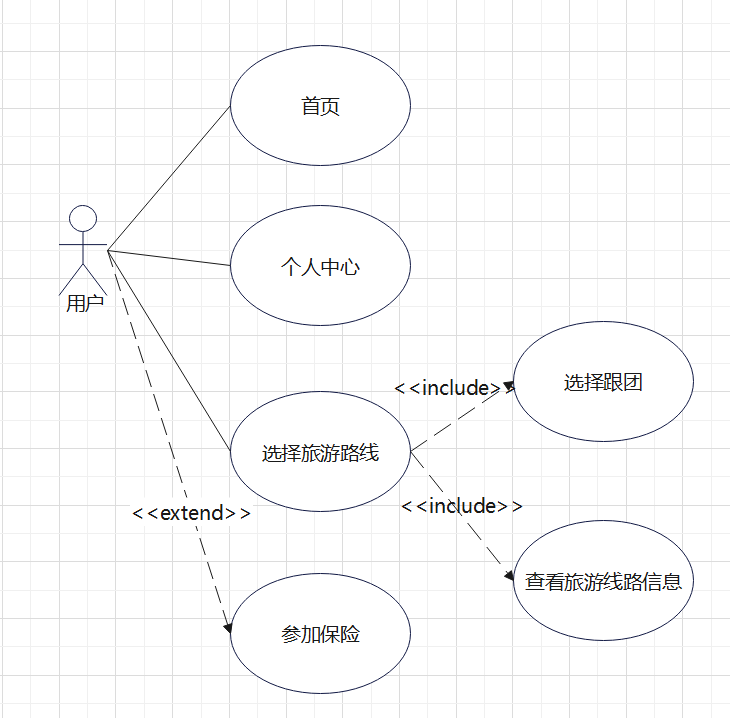 首页
个人中心
用户
选择跟团
<<include>>
选择旅游路线
<<include>>
<<extend>>
查看旅游线路信息
参加保险